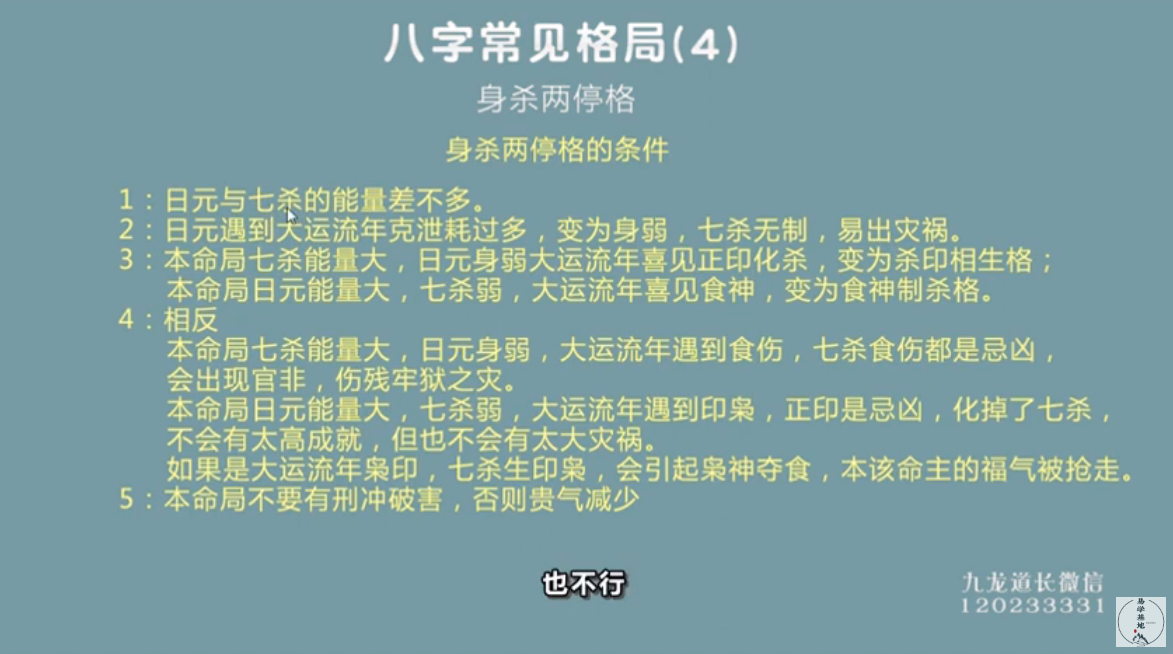 八字常见格局(4)
身杀两停格
身杀两停格的条件
1：日元与七杀的能量差不多。
2：日元遇到大运流年克泄耗过多，变为身弱，七杀无制，易出灾祸。
3：本命局七杀能量大，日元身弱大运流年喜见正印化杀，变为杀印相生格；
本命局日元能量大，七杀弱，大运流年喜见食神，变为食神制杀格。
4：相反
本命局七杀能量大，日元身弱，大运流年遇到食伤，七杀食伤都是忌凶，
会出现官非，伤残牢狱之灾。
本命局日元能量大，七杀弱，大运流年遇到印枭，正印是忌凶，化掉了七杀，
不会有太高成就，但也不会有太大灾祸。
如果是大运流年枭印，七杀生印枭，会引起枭神夺食，本该命主的福气被抢走。
5：本命局不要有刑冲破害，否则贵气减少
也不行
九龙道长微信
120233331
易学基地